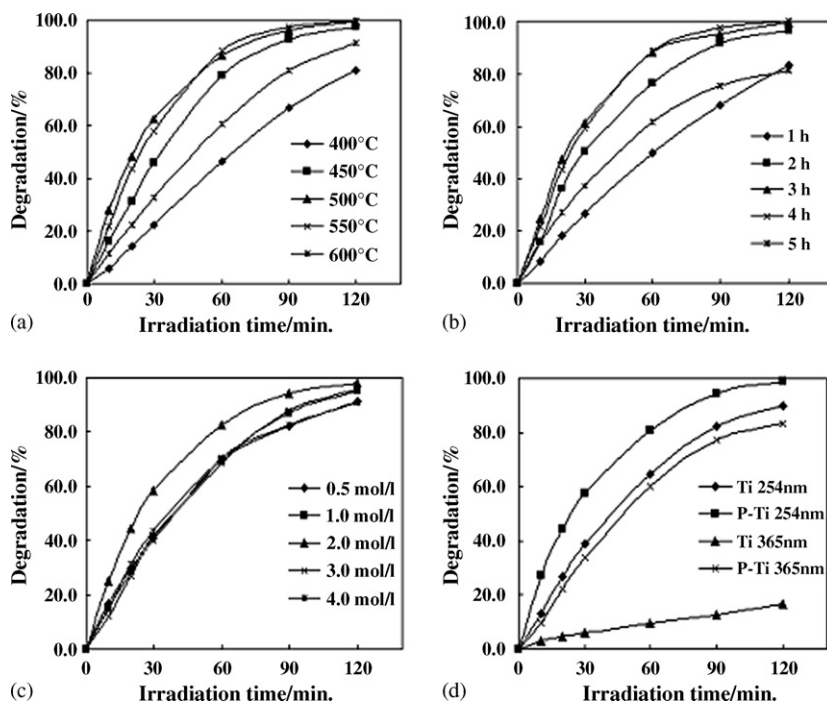 100.0
80.0
60.0
40.0
20.0
0.0
Degradation/%
400°C
450°C
500°C
550°C
600°C
0 30 60 90 120
(a) Irradiation time/min.
100.0
80.0
60.0
40.0
20.0
0.0
Degradation/%
1 h
2 h
3 h
4 h
5 h
0 30 60 90 120
(b) Irradiation time/min.
100.0
80.0
60.0
40.0
20.0
0.0
Degradation/%
0.5 mol/l
1.0 mol/l
2.0 mol/l
3.0 mol/l
4.0 mol/l
0 30 60 90 120
(c) Irradiation time/min.
100.0
80.0
60.0
40.0
20.0
0.0
Degradation/%
Ti 254nm
P-Ti 254nm
Ti 365nm
P-Ti 365nm
0 30 60 90 120
(d) Irradiation time/min.